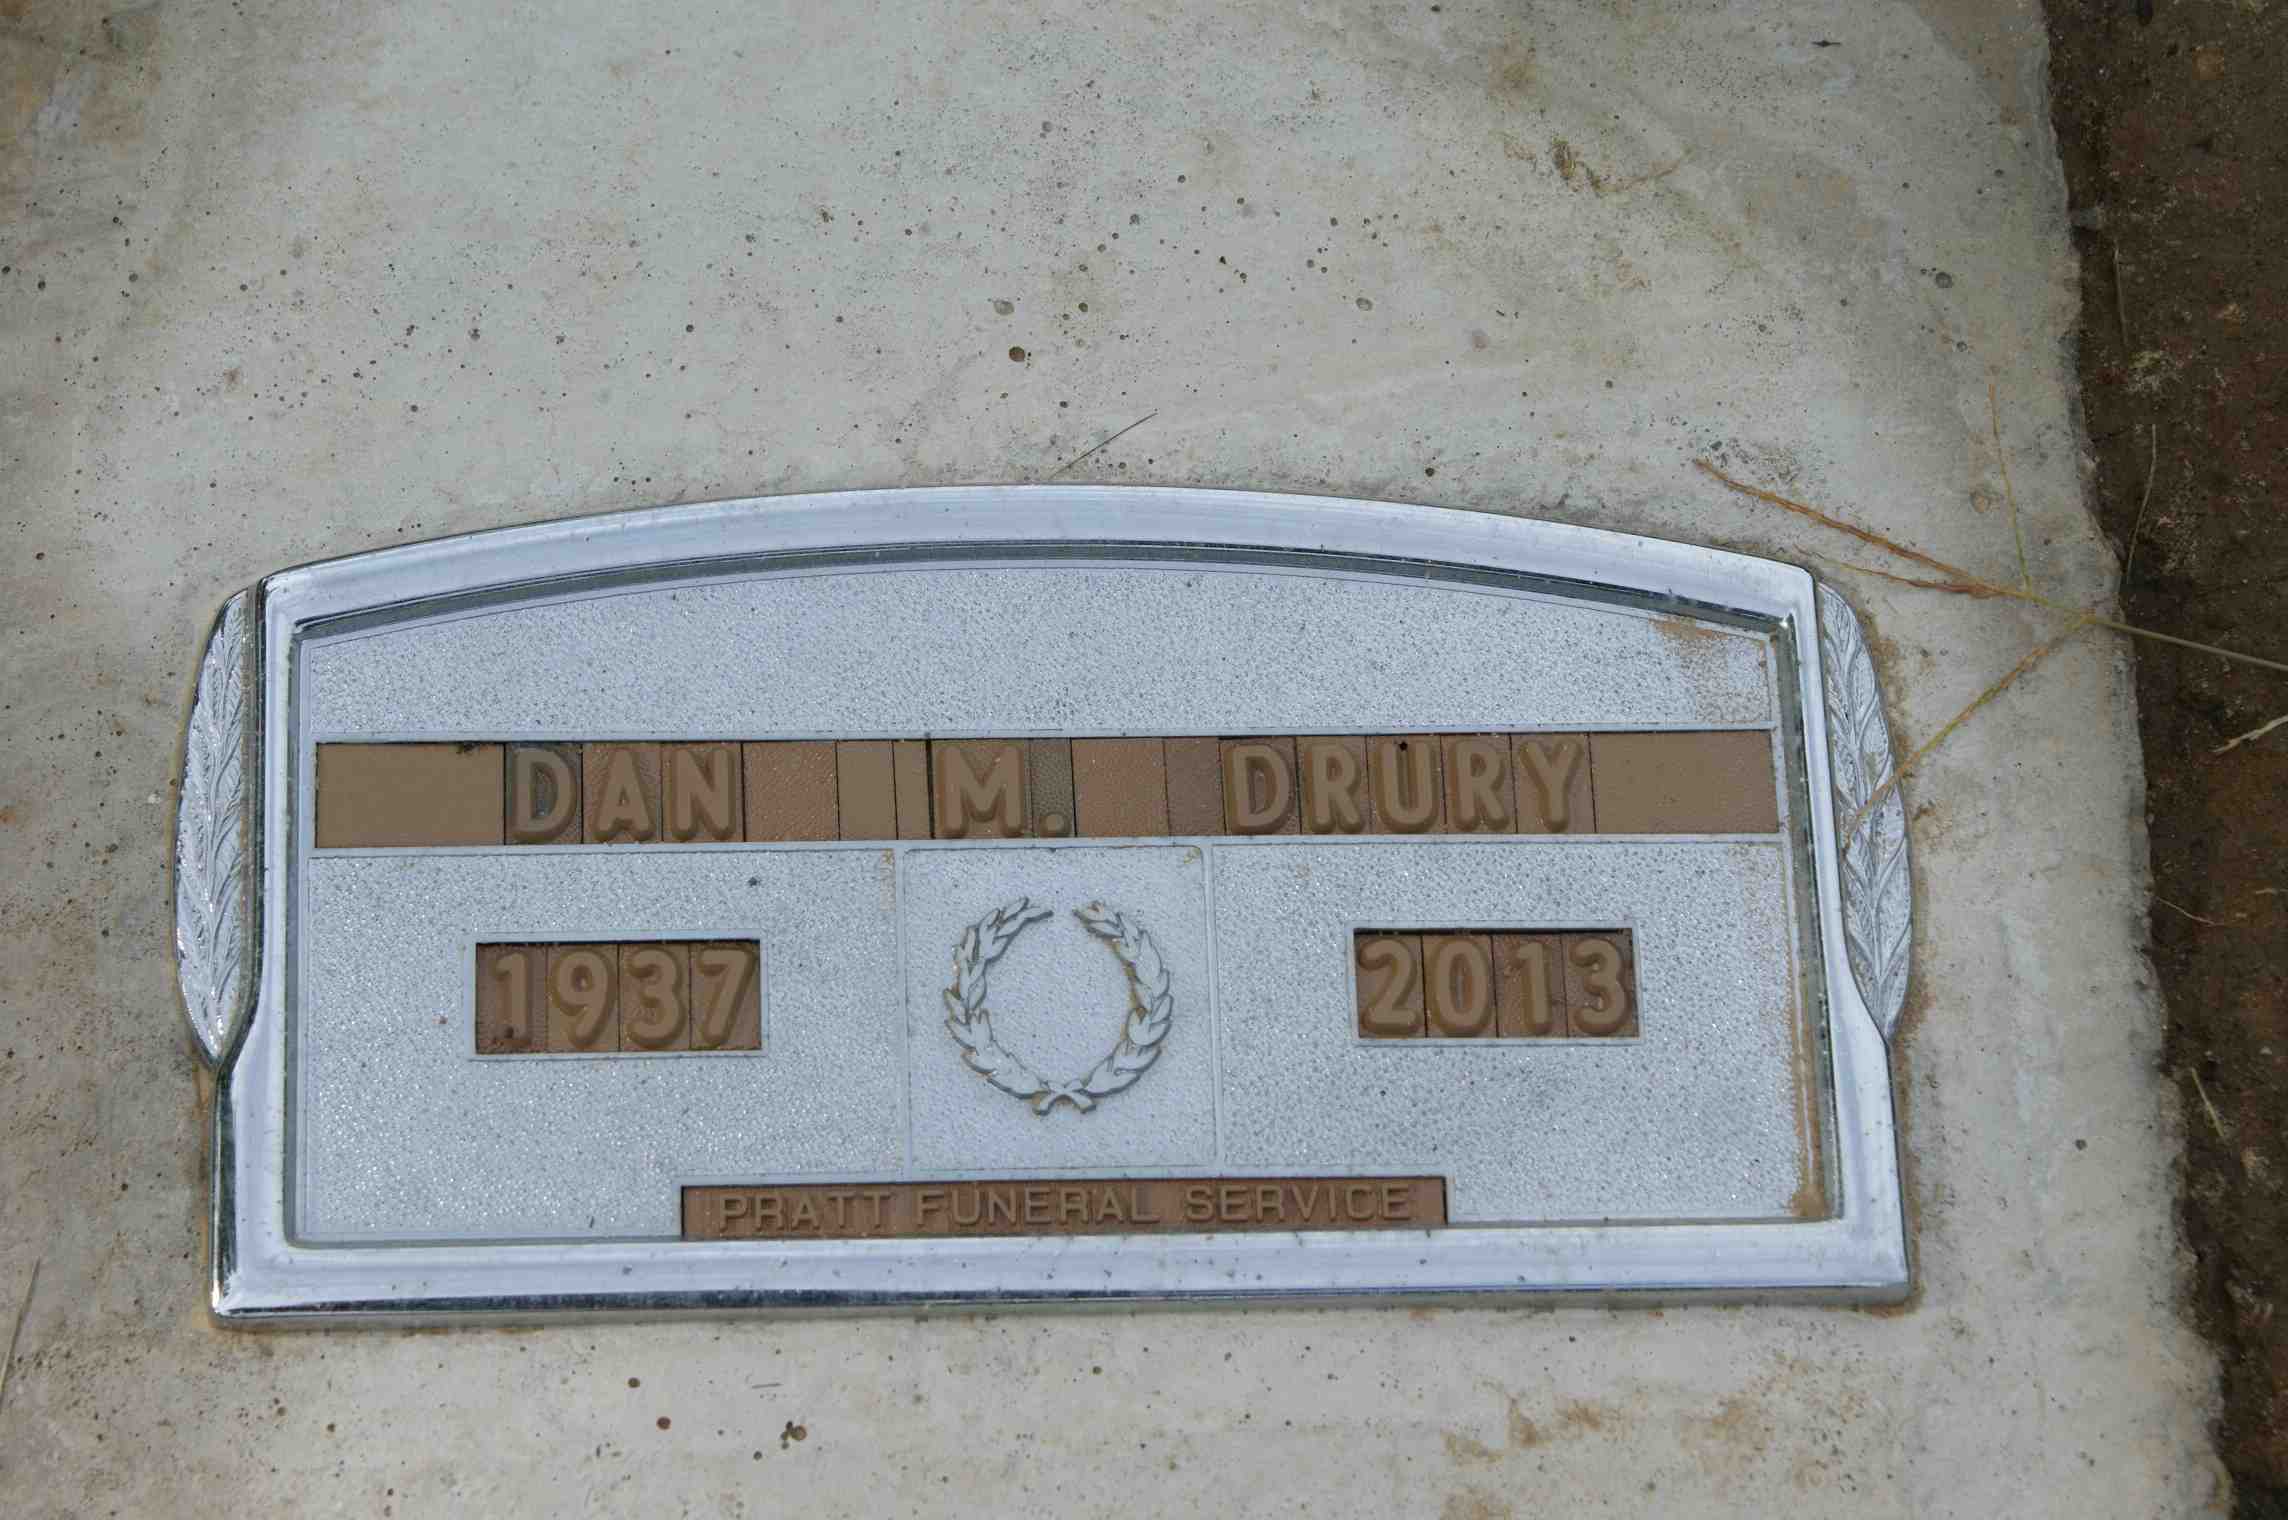 DAN M. DRURY
1937 2013
PRATT FUNERAL SERVICE